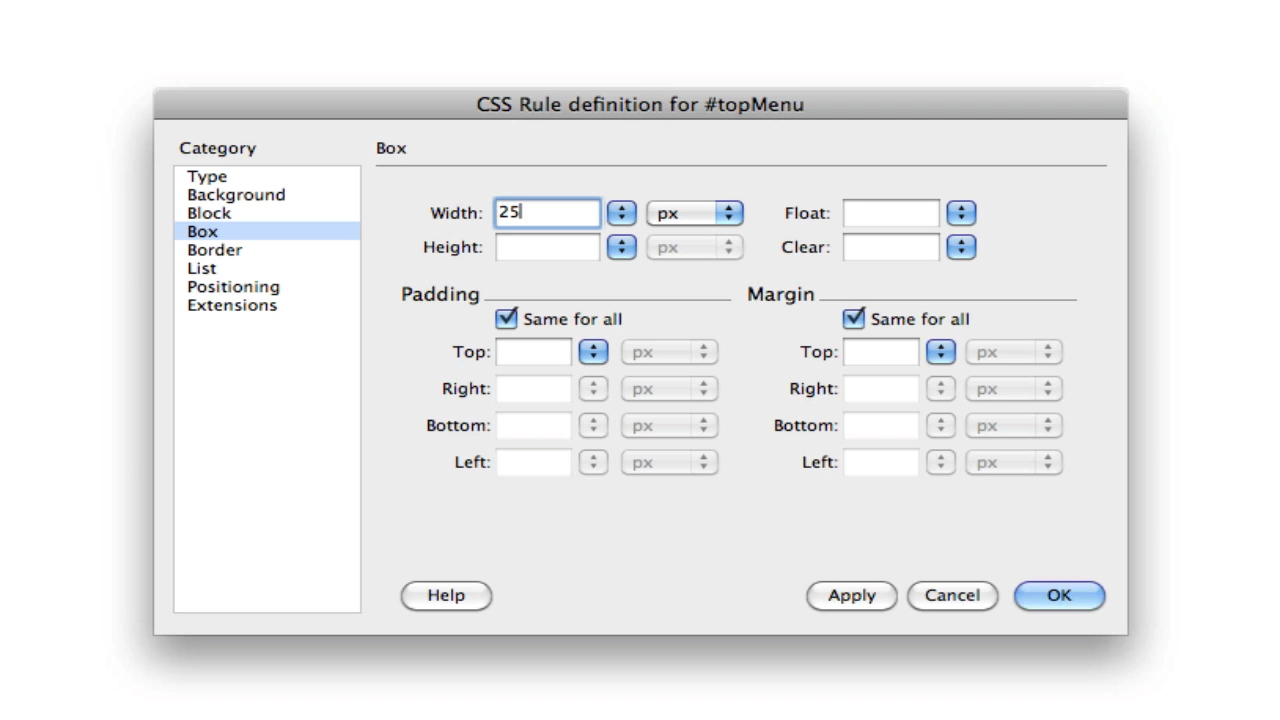 CSS Rule definition for #topMenu
Category
Type
Background
Block
Box
Border
List
Positioning
Extensions
Box
Width: 25 px Float:
Height: px Clear:
Padding Margin
Same for all Same for all
Top: px Top: px
Right: px Right: px
Bottom: px Bottom: px
Left: px Left: px
Help Apply Cancel OK